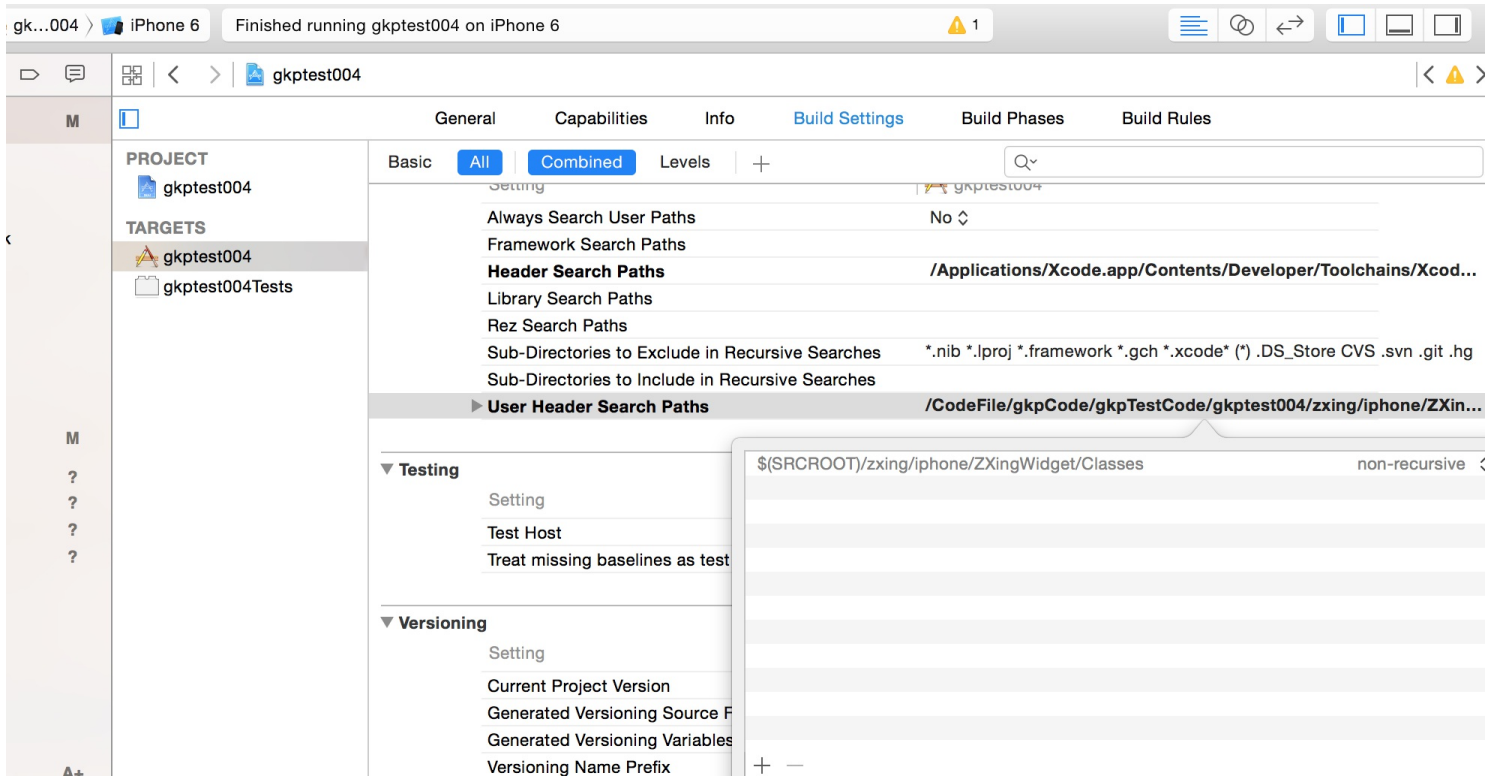 gk...004 〉 iPhone 6 Finished running gkptest004 on iPhone 6 1
gkptest004
M General Capabilities Info Build Settings Build Phases Build Rules
PROJECT
gkptest004
TARGETS
gkptest004
gkptest004Tests
Basic All Combined Levels
Setting gkptest004
Always Search User Paths No
Framework Search Paths
Header Search Paths /Applications/Xcode.app/Contents/Developer/Toolchains/Xcod...
Library Search Paths
Rez Search Paths
Sub-Directories to Exclude in Recursive Searches *.nib *.lproj *.framework *.gch *.xcode* (*) .DS_Store CVS .svn .git .hg
Sub-Directories to Include in Recursive Searches
User Header Search Paths /CodeFile/gkpCode/gkpTestCode/gkptest004/zxing/iphone/ZXin...
k
M
?
?
?
?
A+
$(SRCROOT)/zxing/iphone/ZXingWidget/Classes non-recursive
Testing
Setting
Test Host
Treat missing baselines as test
Versioning
Setting
Current Project Version
Generated Versioning Source F
Generated Versioning Variables
Versioning Name Prefix